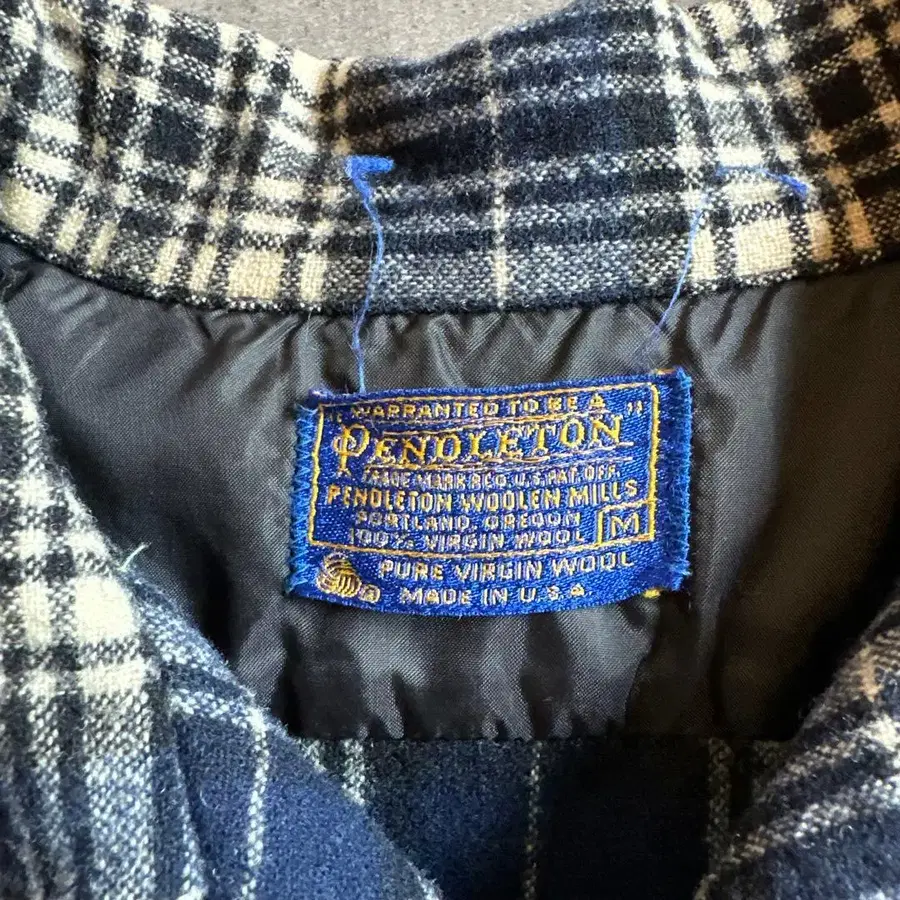 "WARRANTED TO BE A
PENDLETON"
TRADE MARK REG. U.S. PAT. OFF.
PENDLETON WOOLEN MILLS
PORTLAND, OREGON
100% VIRGIN WOOL M
PURE VIRGIN WOOL
MADE IN U.S.A.